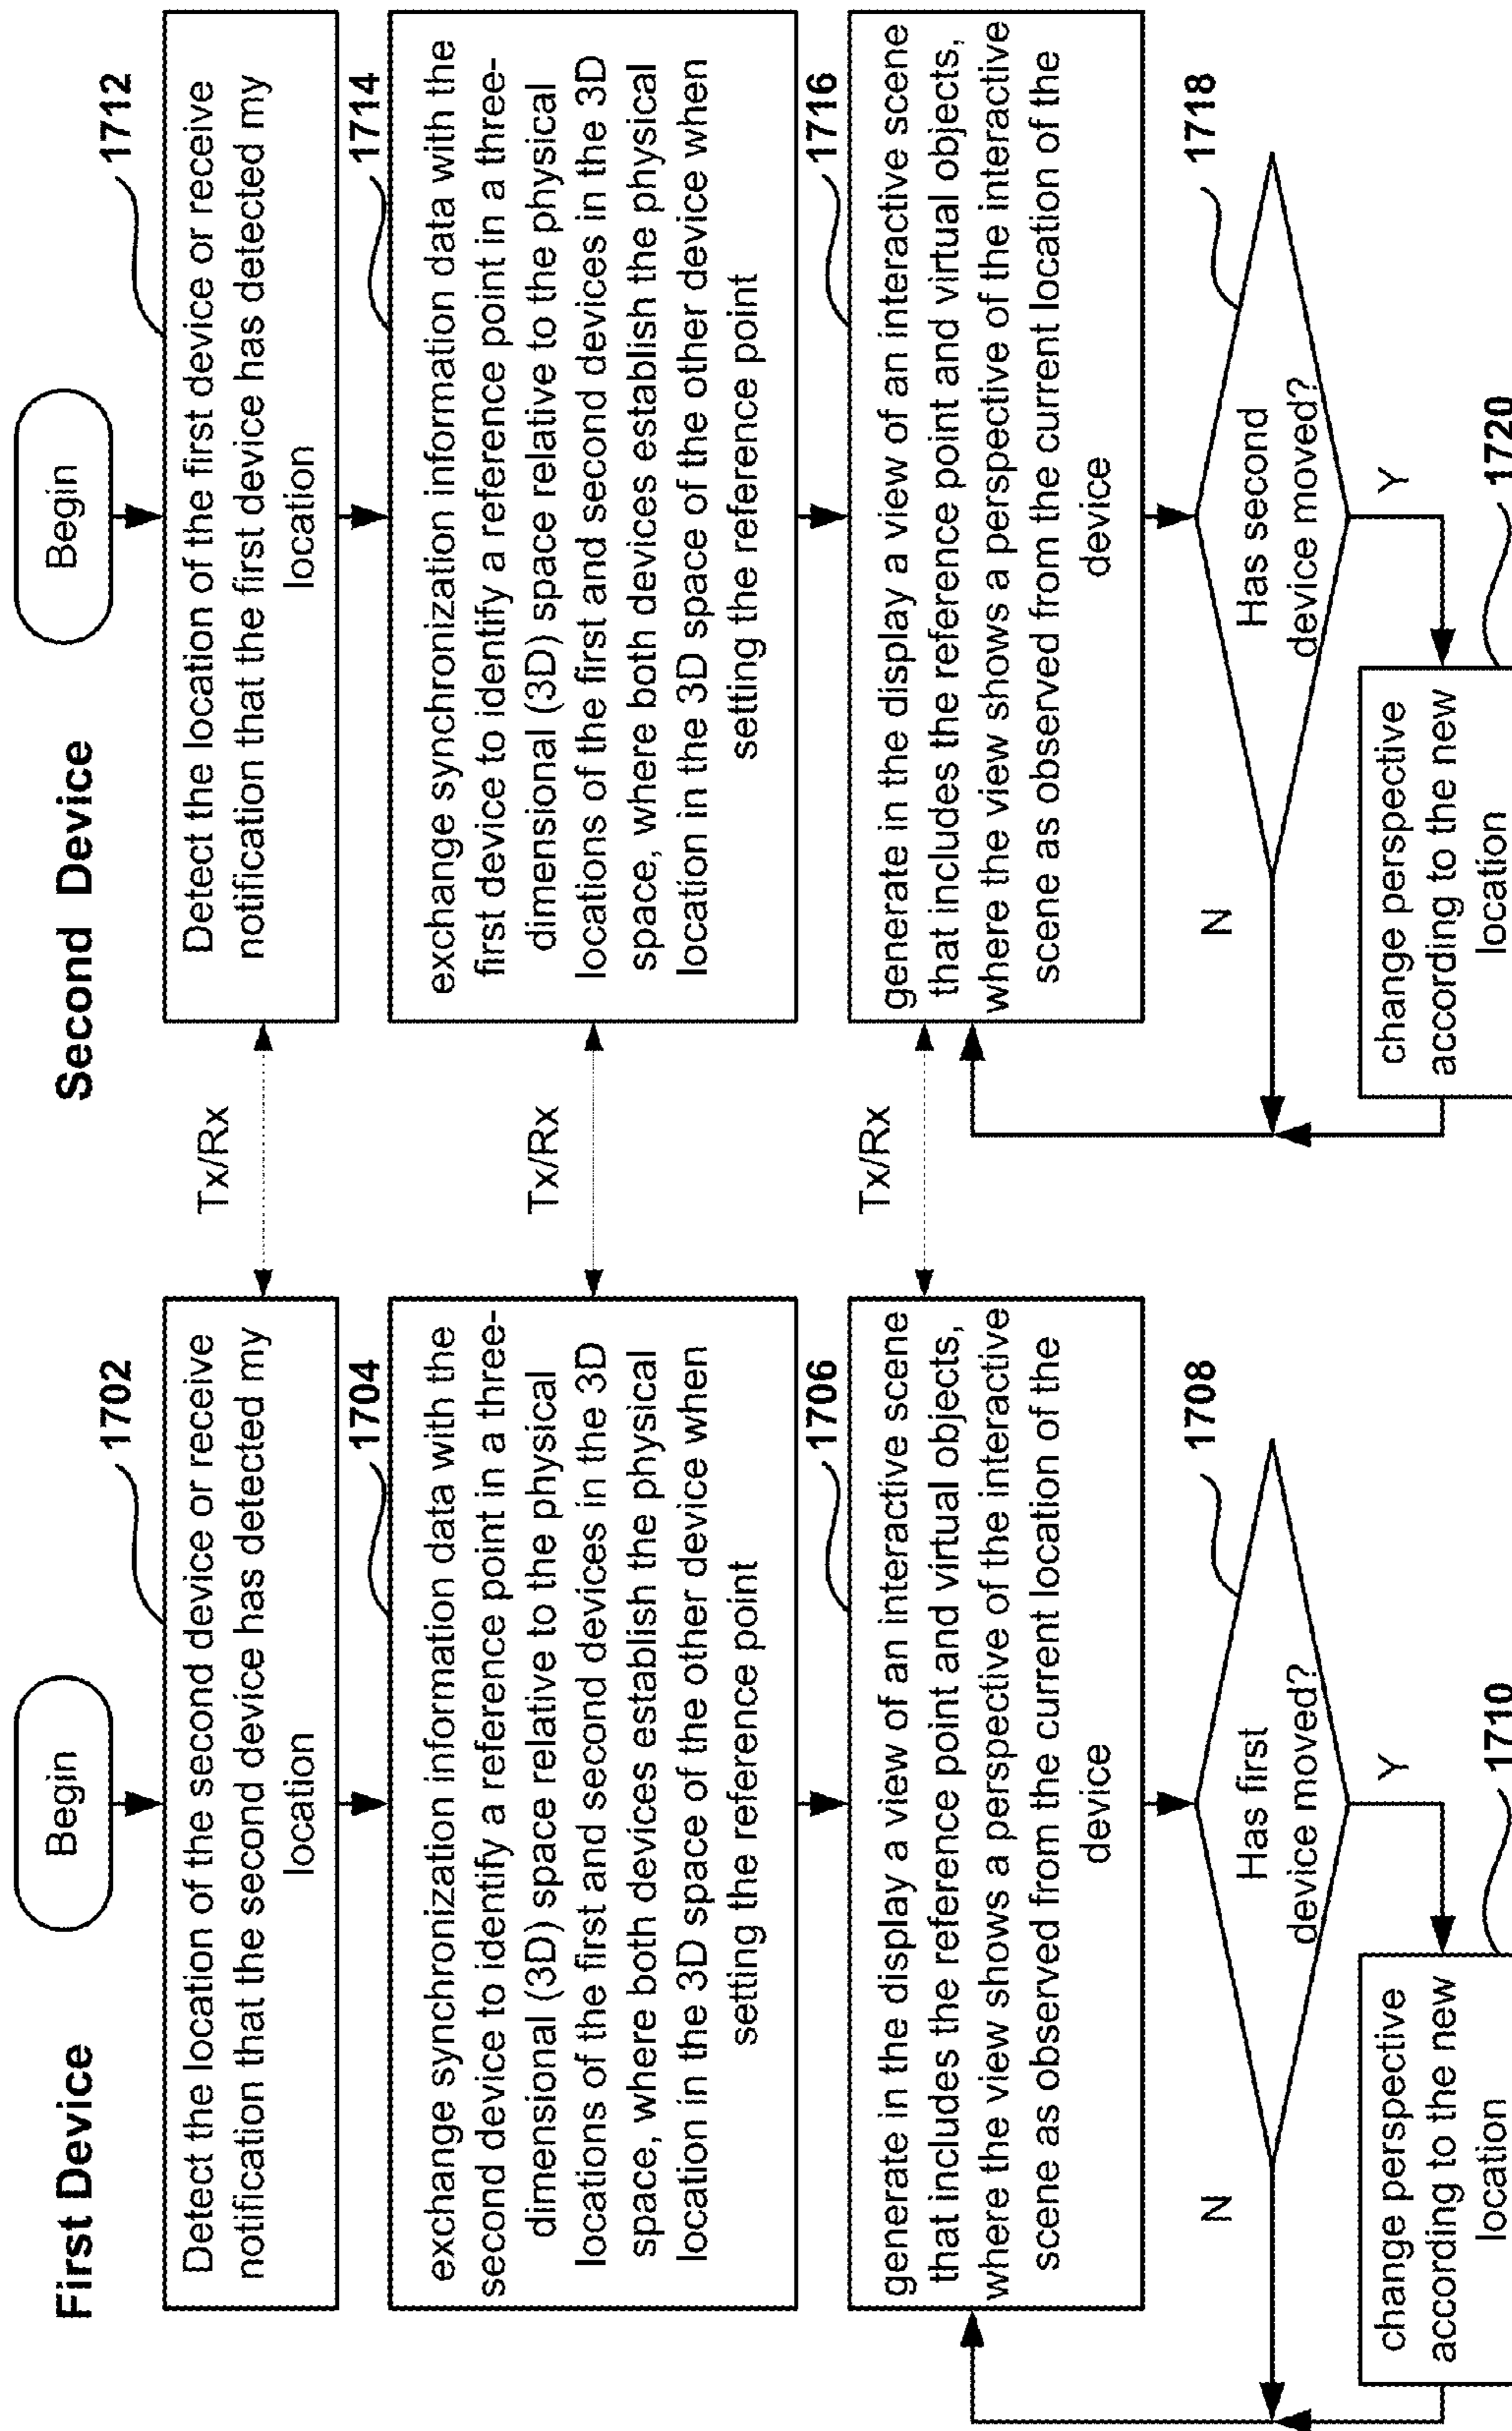 First Device
Begin
1702
Detect the location of the second device or receive
notification that the second device has detected my
location
1704
exchange synchronization information data with the
second device to identify a reference point in a three-
dimensional (3D) space relative to the physical
locations of the first and second devices in the 3D
space, where both devices establish the physical
location in the 3D space of the other device when
setting the reference point
1706
generate in the display a view of an interactive scene
that includes the reference point and virtual objects,
where the view shows a perspective of the interactive
scene as observed from the current location of the
device
1708
Has first
device moved?
N
Y
1710
change perspective
according to the new
location
Tx/Rx
Tx/Rx
Tx/Rx
Second Device
Begin
1712
Detect the location of the first device or receive
notification that the first device has detected my
location
1714
exchange synchronization information data with the
first device to identify a reference point in a three-
dimensional (3D) space relative to the physical
locations of the first and second devices in the 3D
space, where both devices establish the physical
location in the 3D space of the other device when
setting the reference point
1716
generate in the display a view of an interactive scene
that includes the reference point and virtual objects,
where the view shows a perspective of the interactive
scene as observed from the current location of the
device
1718
Has second
device moved?
N
Y
1720
change perspective
according to the new
location